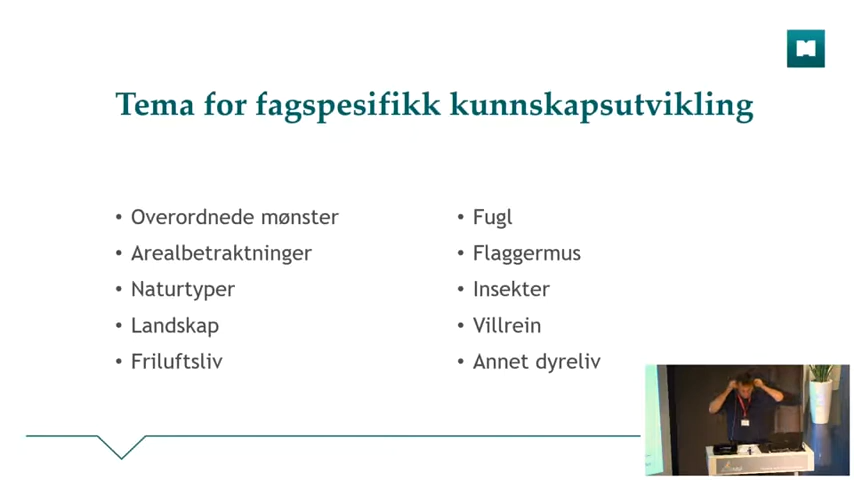 Tema for fagspesifikk kunnskapsutvikling
• Overordnede mønster
• Arealbetraktninger
• Naturtyper
• Landskap
• Friluftsliv
• Fugl
• Flaggermus
• Insekter
• Villrein
• Annet dyreliv